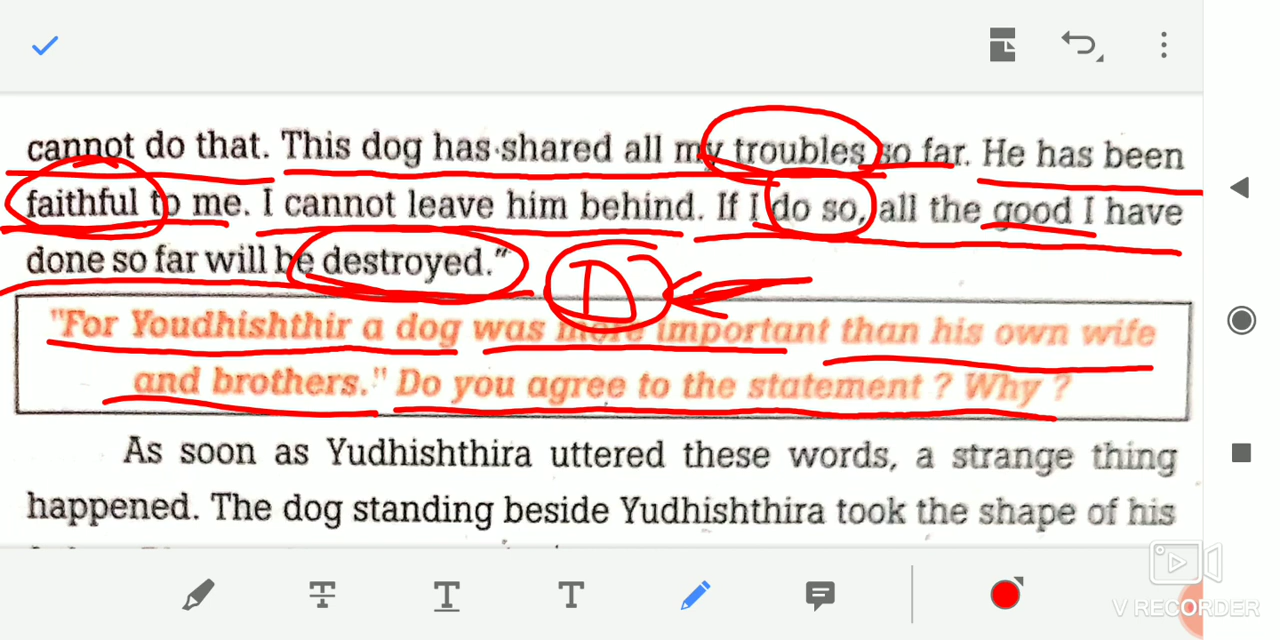 cannot do that. This dog has shared all my troubles so far. He has been
faithful to me. I cannot leave him behind. If I do so, all the good I have
done so far will be destroyed."
D
"For Youdhishthir a dog was more important than his own wife
and brothers." Do you agree to the statement ? Why ?
As soon as Yudhishthira uttered these words, a strange thing
happened. The dog standing beside Yudhishthira took the shape of his
T T T
V RECORDER